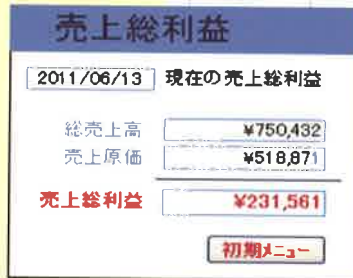 売上総利益
2011/06/13 現在の売上総利益
総売上高 ¥750,432
売上原価 ¥518,871
売上総利益 ¥231,561
初期メニュー